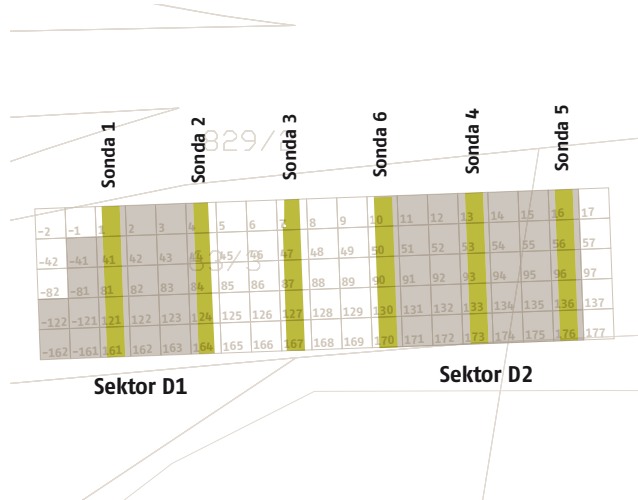 Sonda 1 Sonda 2 Sonda 3 Sonda 6 Sonda 4 Sonda 5
829/2
-2 -1 1 2 3 4 5 6 7 8 9 10 11 12 13 14 15 16 17
-42 -41 41 42 43 44 45 46 47 48 49 50 51 52 53 54 55 56 57
-82 -81 81 82 83 84 85 86 87 88 89 90 91 92 93 94 95 96 97
-122 -121 121 122 123 124 125 126 127 128 129 130 131 132 133 134 135 136 137
-162 -161 161 162 163 164 165 166 167 168 169 170 171 172 173 174 175 176 177
Sektor D1 Sektor D2